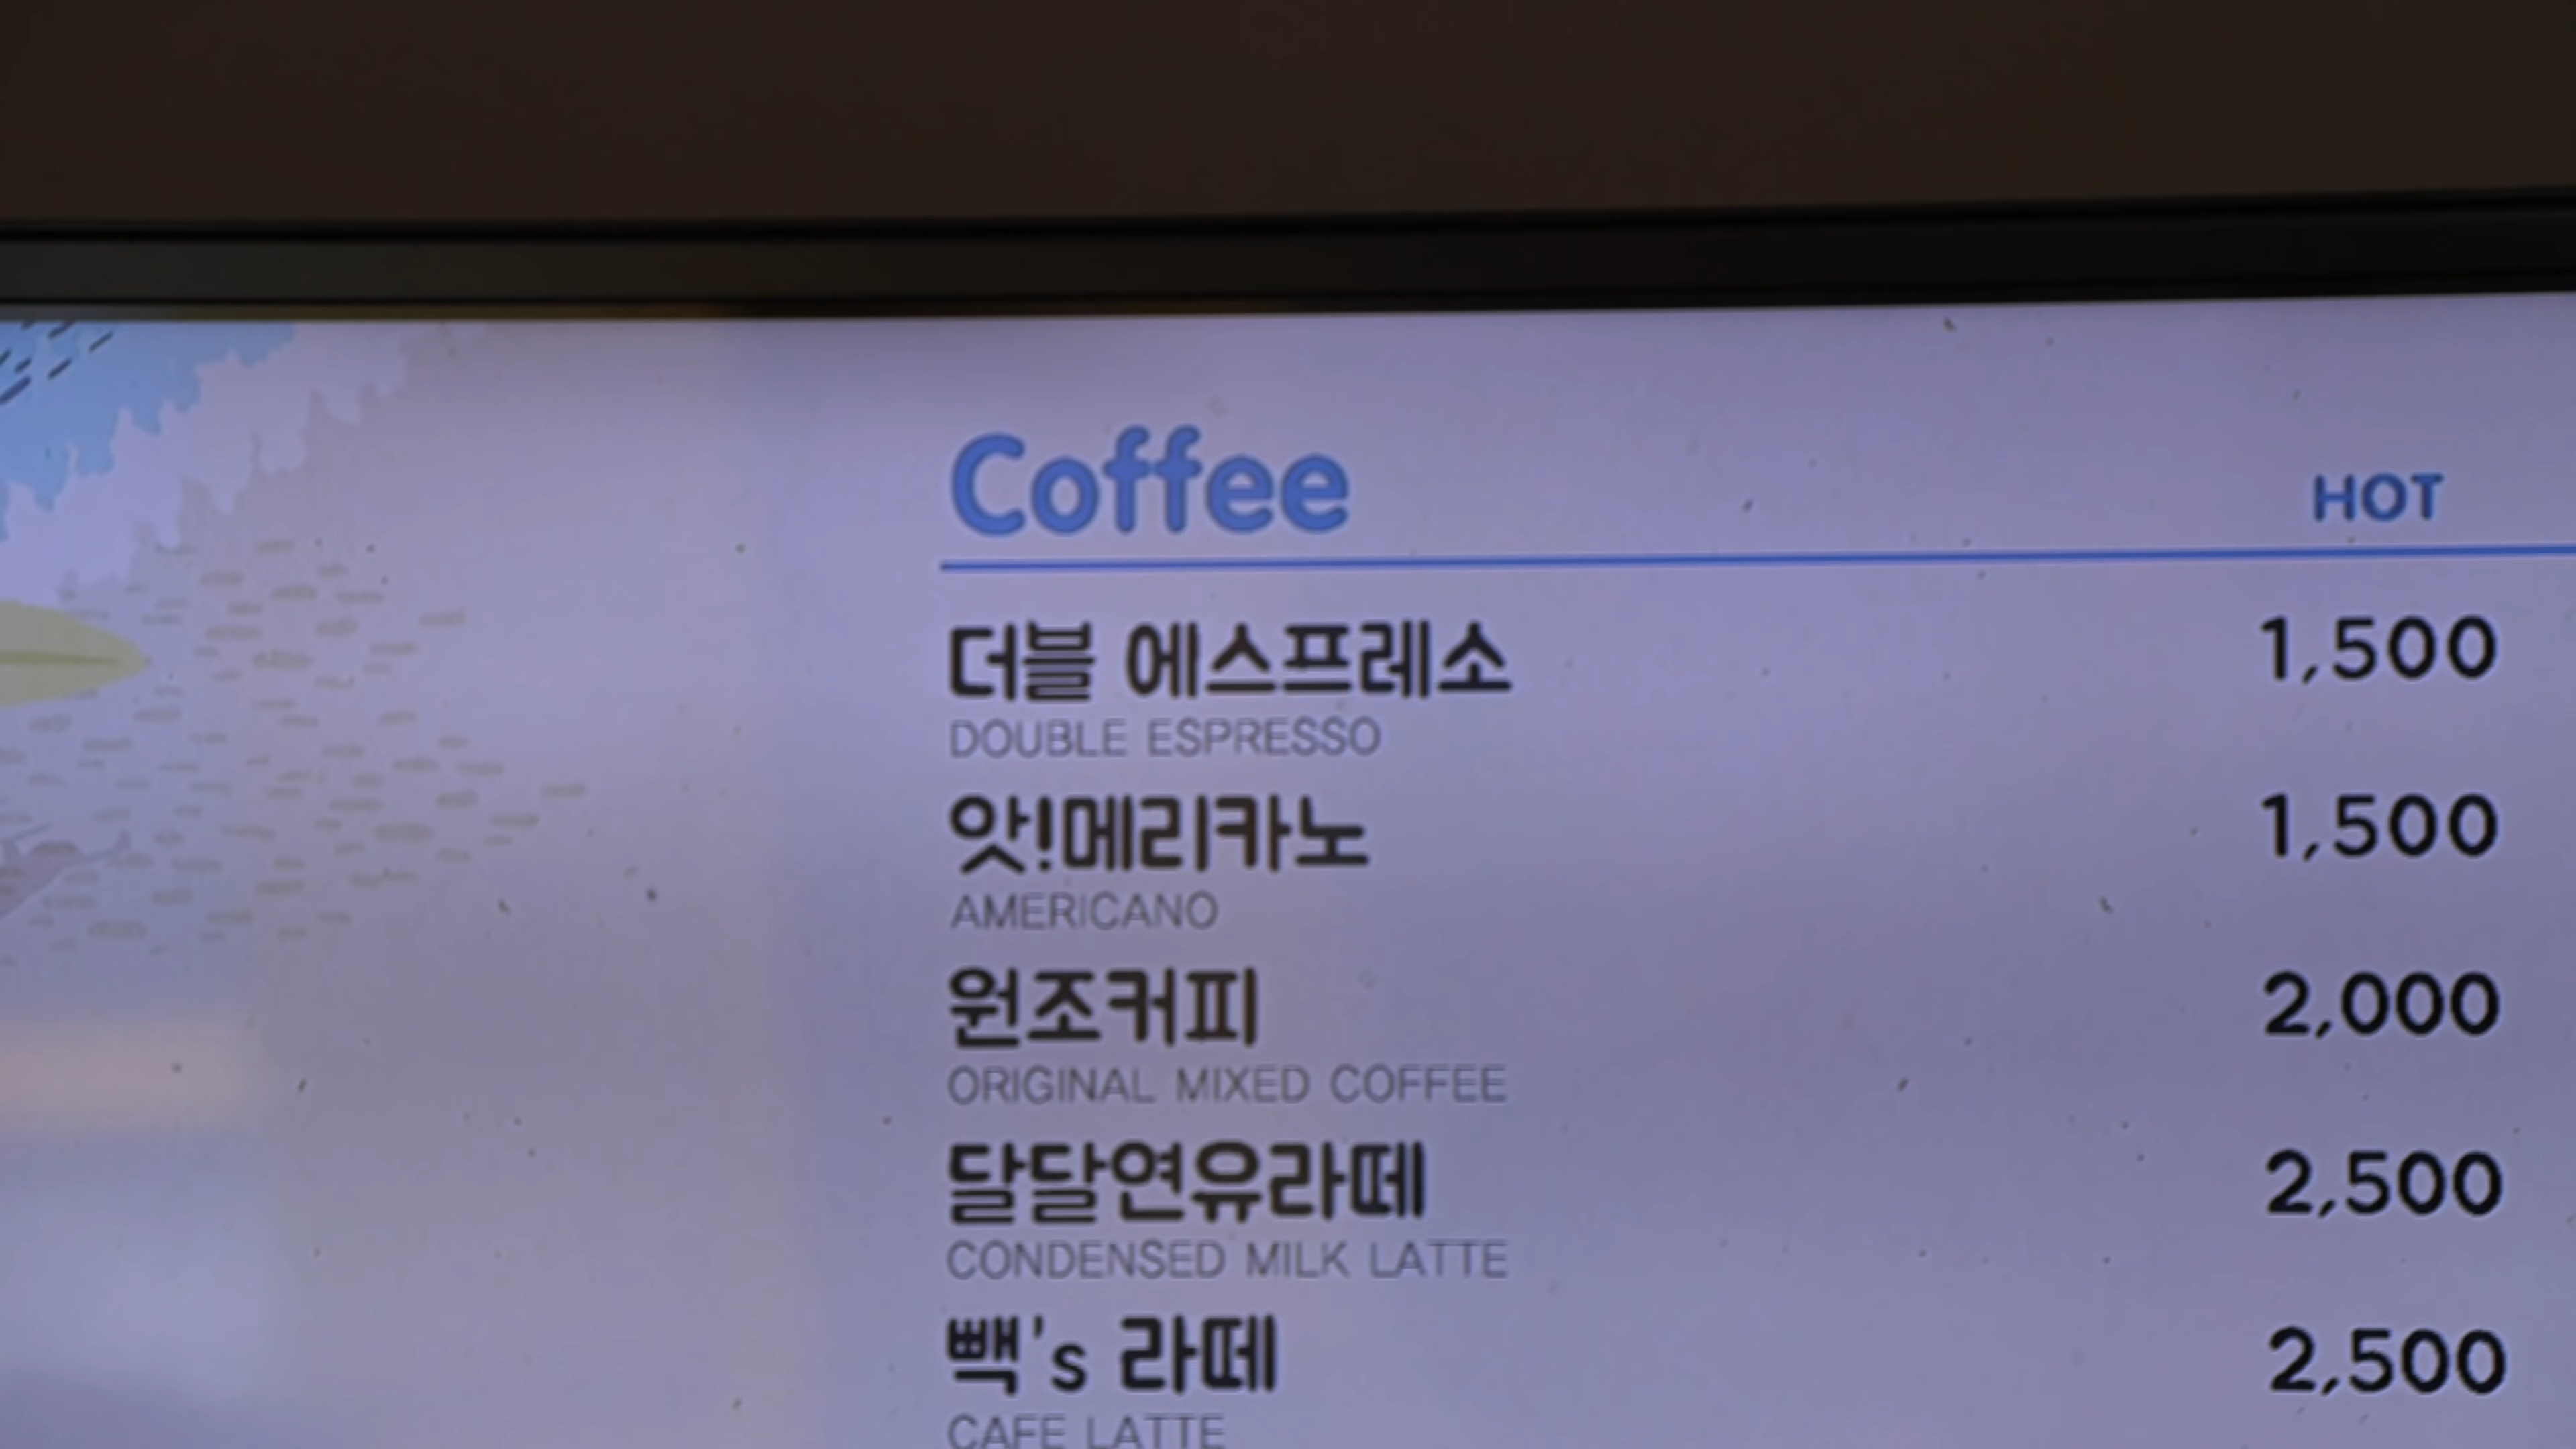 Coffee HOT
더블 에스프레소 1,500
DOUBLE ESPRESSO
앗!메리카노 1,500
AMERICANO
원조커피 2,000
ORIGINAL MIXED COFFEE
달달연유라떼 2,500
CONDENSED MILK LATTE
빽's 라떼 2,500
CAFE LATTE